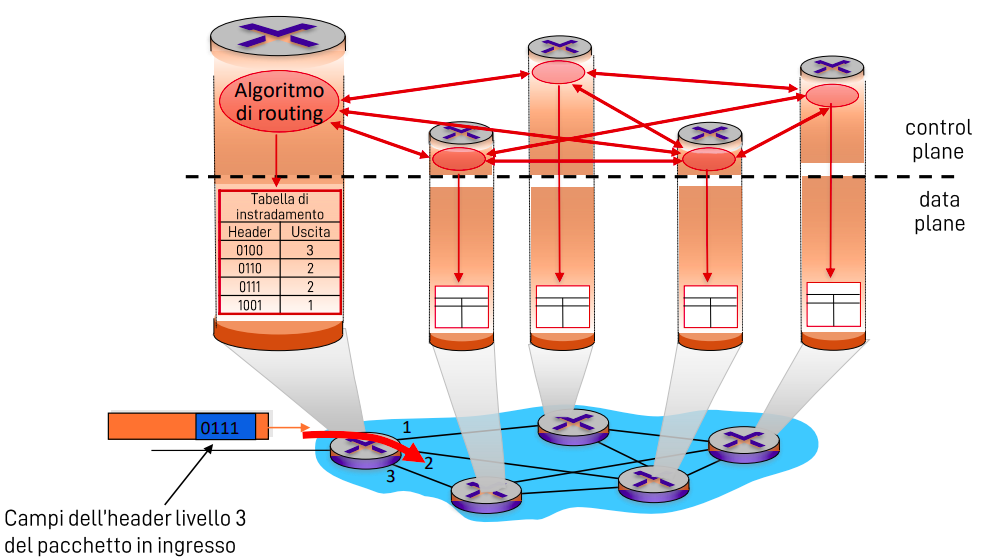 Algoritmo
di routing
control
plane
data
plane
Tabella di
instradamento
Header Uscita
0100 3
0110 2
0111 2
1001 1
0111
1
2
3
Campi dell'header livello 3
del pacchetto in ingresso